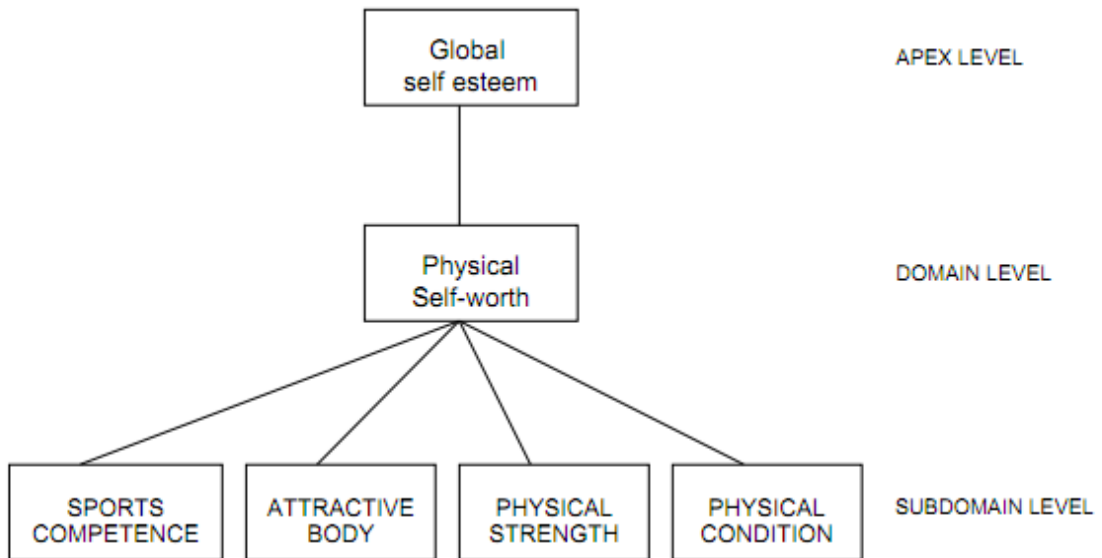 Global
self esteem
APEX LEVEL
Physical
Self-worth
DOMAIN LEVEL
SPORTS
COMPETENCE
ATTRACTIVE
BODY
PHYSICAL
STRENGTH
PHYSICAL
CONDITION
SUBDOMAIN LEVEL